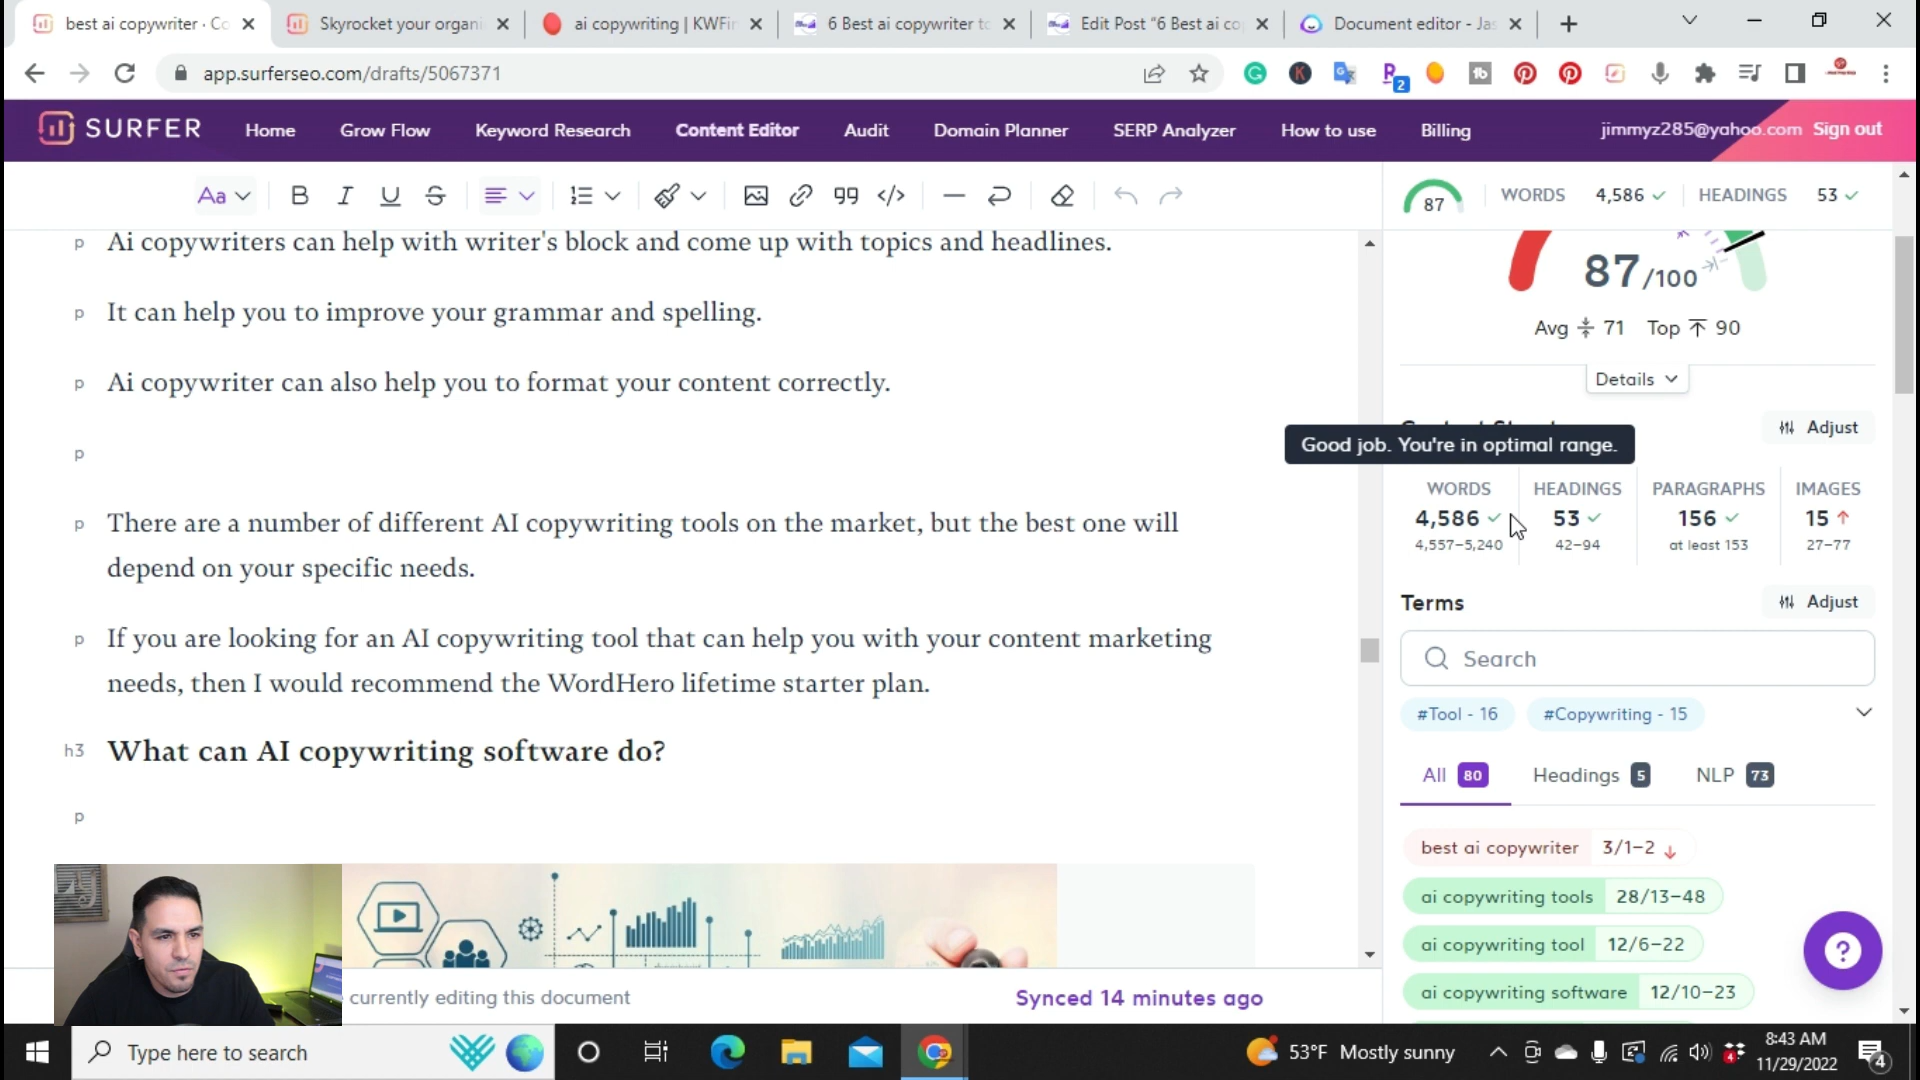 best ai copywriter · Co
Skyrocket your organi
ai copywriting | KWFin
6 Best ai copywriter to
Edit Post "6 Best ai co
Document editor - Jas
app.surferseo.com/drafts/5067371
2
SURFER
Home
Grow Flow
Keyword Research
Content Editor
Audit
Domain Planner
SERP Analyzer
How to use
Billing
jimmyz285@yahoo.com
Sign out
Aa
87
WORDS 4,586
HEADINGS 53
p Ai copywriters can help with writer's block and come up with topics and headlines.
p It can help you to improve your grammar and spelling.
p Ai copywriter can also help you to format your content correctly.
p
p There are a number of different AI copywriting tools on the market, but the best one will
depend on your specific needs.
p If you are looking for an AI copywriting tool that can help you with your content marketing
needs, then I would recommend the WordHero lifetime starter plan.
h3 What can AI copywriting software do?
p
currently editing this document
Synced 14 minutes ago
87/100
Avg 71 Top 90
Details
Adjust
Good job. You're in optimal range.
WORDS HEADINGS PARAGRAPHS IMAGES
4,586 53 156 15
4,557–5,240 42–94 at least 153 27–77
Terms
Adjust
Search
#Tool - 16 #Copywriting - 15
All 80 Headings 5 NLP 73
best ai copywriter 3/1–2
ai copywriting tools 28/13–48
ai copywriting tool 12/6–22
ai copywriting software 12/10–23
?
Type here to search
53°F Mostly sunny
4
8:43 AM
11/29/2022
4